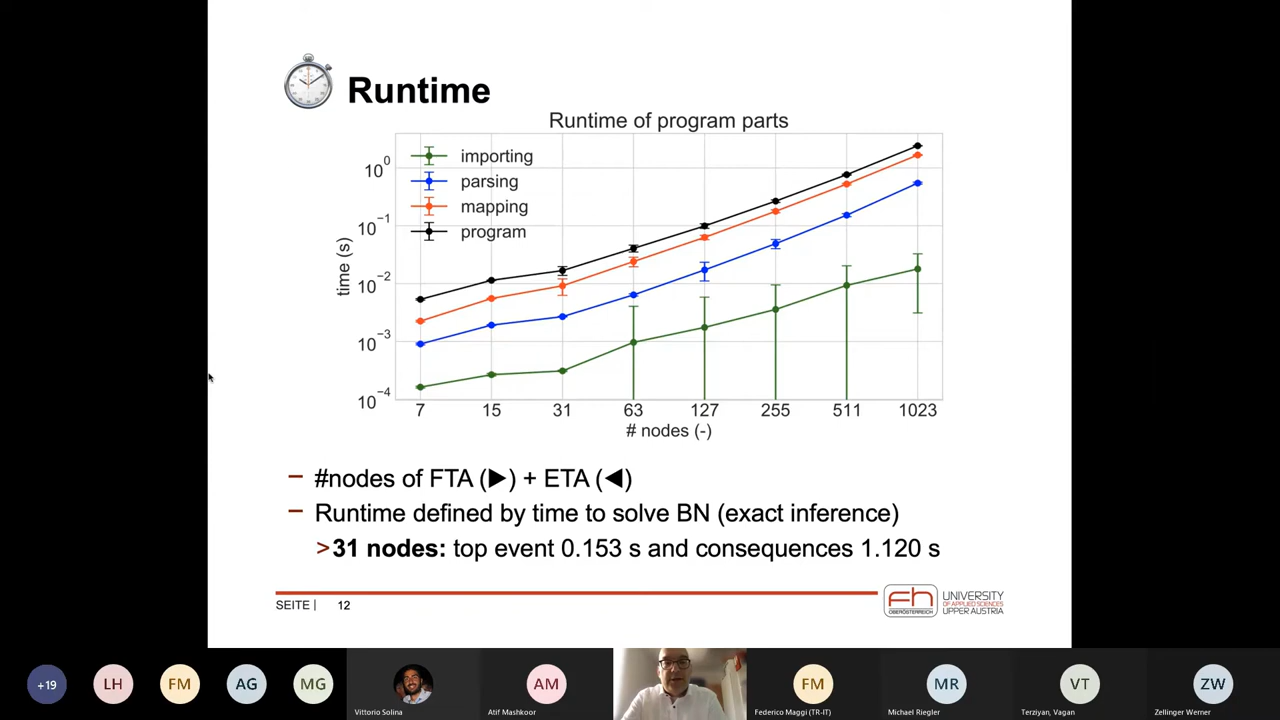 Runtime
Runtime of program parts
importing
parsing
mapping
program
time (s)
10^0
10^-1
10^-2
10^-3
10^-4
7 15 31 63 127 255 511 1023
# nodes (-)
– #nodes of FTA (▶) + ETA (◀)
– Runtime defined by time to solve BN (exact inference)
>31 nodes: top event 0.153 s and consequences 1.120 s
SEITE | 12
fh
OBERÖSTERREICH
UNIVERSITY
OF APPLIED SCIENCES
UPPER AUSTRIA
+19 LH FM AG MG AM FM MR VT ZW
Vittorio Solina Atif Mashkoor Federico Maggi (TR-IT) Michael Riegler Terziyan, Vagan Zellinger Werner